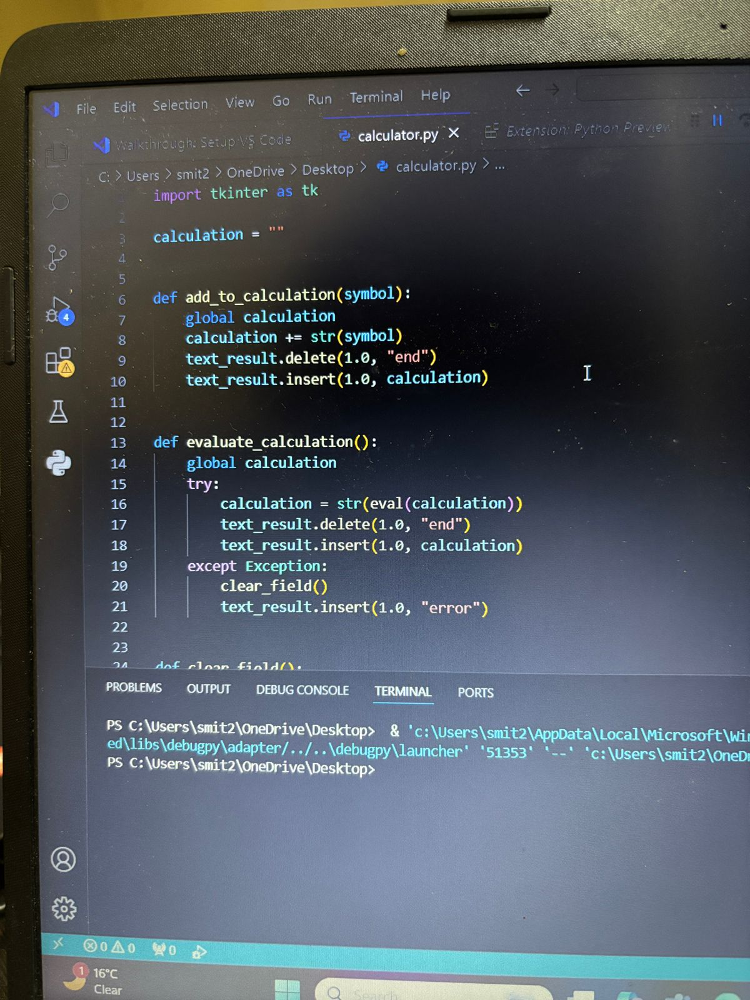 File Edit Selection View Go Run Terminal Help
Walkthrough: Setup VS Code calculator.py Extension: Python Preview
C: > Users > smit2 > OneDrive > Desktop > calculator.py > ...
1 import tkinter as tk
2
3 calculation = ""
4
5
6 def add_to_calculation(symbol):
7 global calculation
8 calculation += str(symbol)
9 text_result.delete(1.0, "end")
10 text_result.insert(1.0, calculation)
11
12
13 def evaluate_calculation():
14 global calculation
15 try:
16 calculation = str(eval(calculation))
17 text_result.delete(1.0, "end")
18 text_result.insert(1.0, calculation)
19 except Exception:
20 clear_field()
21 text_result.insert(1.0, "error")
22
23
24 def clear_field():
4
PROBLEMS OUTPUT DEBUG CONSOLE TERMINAL PORTS
PS C:\Users\smit2\OneDrive\Desktop> & 'c:\Users\smit2\AppData\Local\Microsoft\Win
ed\libs\debugpy\adapter/../..\debugpy\launcher' '51353' '--' 'c:\Users\smit2\OneDr
PS C:\Users\smit2\OneDrive\Desktop>
0 0 0
1 16°C
Clear
Search